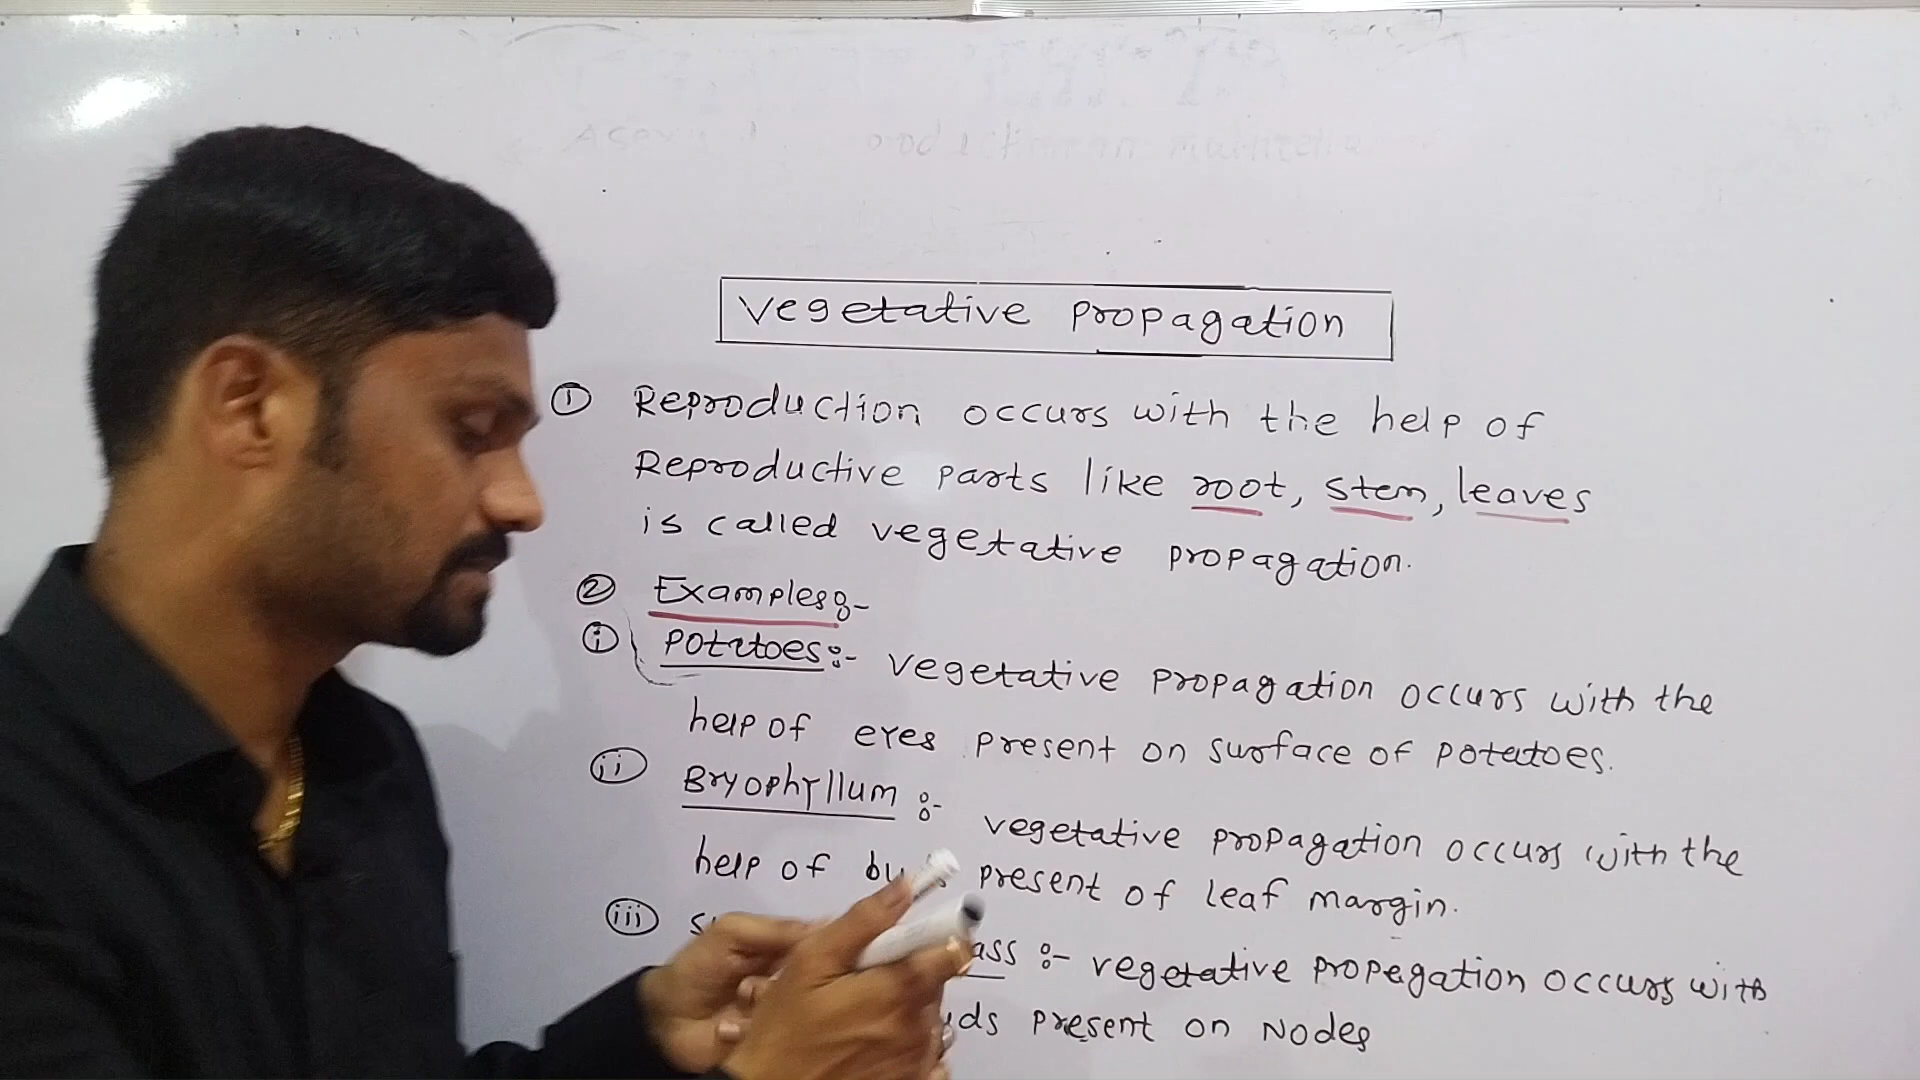 Vegetative propagation
① Reproduction occurs with the help of
Reproductive parts like root, stem, leaves
is called vegetative propagation.
② Examples:-
(i) potatoes:- vegetative propagation occurs with the
help of eyes present on surface of potatoes.
(ii) Bryophyllum :- vegetative propagation occurs with the
help of present of leaf margin.
(iii) :- vegetative propegation occurs with
present on Nodes